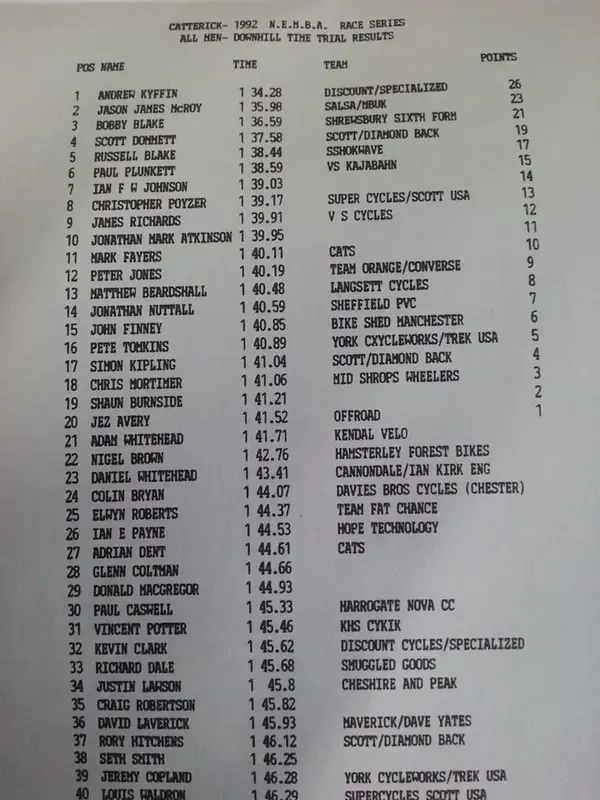 CATTERICK- 1992 N.E.M.B.A. RACE SERIES
ALL MEN- DOWNHILL TIME TRIAL RESULTS
POS NAME TIME TEAM POINTS
1 ANDREW KYFFIN 1 34.28 DISCOUNT/SPECIALIZED 26
2 JASON JAMES McROY 1 35.98 SALSA/MBUK 23
3 BOBBY BLAKE 1 36.59 SHREWSBURY SIXTH FORM 21
4 SCOTT DOMMETT 1 37.58 SCOTT/DIAMOND BACK 19
5 RUSSELL BLAKE 1 38.44 SSHOKWAVE 17
6 PAUL PLUNKETT 1 38.59 VS KAJABAHN 15
7 IAN F W JOHNSON 1 39.03 14
8 CHRISTOPHER POYZER 1 39.17 SUPER CYCLES/SCOTT USA 13
9 JAMES RICHARDS 1 39.91 V S CYCLES 12
10 JONATHAN MARK ATKINSON 1 39.95 11
11 MARK FAYERS 1 40.11 CATS 10
12 PETER JONES 1 40.19 TEAM ORANGE/CONVERSE 9
13 MATTHEW BEARDSHALL 1 40.48 LANGSETT CYCLES 8
14 JONATHAN NUTTALL 1 40.59 SHEFFIELD PVC 7
15 JOHN FINNEY 1 40.85 BIKE SHED MANCHESTER 6
16 PETE TOMKINS 1 40.89 YORK CXYCLEWORKS/TREK USA 5
17 SIMON KIPLING 1 41.04 SCOTT/DIAMOND BACK 4
18 CHRIS MORTIMER 1 41.06 MID SHROPS WHEELERS 3
19 SHAUN BURNSIDE 1 41.21 2
20 JEZ AVERY 1 41.52 OFFROAD 1
21 ADAM WHITEHEAD 1 41.71 KENDAL VELO
22 NIGEL BROWN 1 42.76 HAMSTERLEY FOREST BIKES
23 DANIEL WHITEHEAD 1 43.41 CANNONDALE/IAN KIRK ENG
24 COLIN BRYAN 1 44.07 DAVIES BROS CYCLES (CHESTER)
25 ELWYN ROBERTS 1 44.37 TEAM FAT CHANCE
26 IAN E PAYNE 1 44.53 HOPE TECHNOLOGY
27 ADRIAN DENT 1 44.61 CATS
28 GLENN COLTMAN 1 44.66
29 DONALD MACGREGOR 1 44.93
30 PAUL CASWELL 1 45.33 HARROGATE NOVA CC
31 VINCENT POTTER 1 45.46 KHS CYKIK
32 KEVIN CLARK 1 45.62 DISCOUNT CYCLES/SPECIALIZED
33 RICHARD DALE 1 45.68 SMUGGLED GOODS
34 JUSTIN LAWSON 1 45.8 CHESHIRE AND PEAK
35 CRAIG ROBERTSON 1 45.82
36 DAVID LAVERICK 1 45.93 MAVERICK/DAVE YATES
37 RORY HITCHENS 1 46.12 SCOTT/DIAMOND BACK
38 SETH SMITH 1 46.25
39 JEREMY COPLAND 1 46.28 YORK CYCLEWORKS/TREK USA
40 LOUIS WALDRON 1 46.29 SUPERCYCLES SCOTT USA